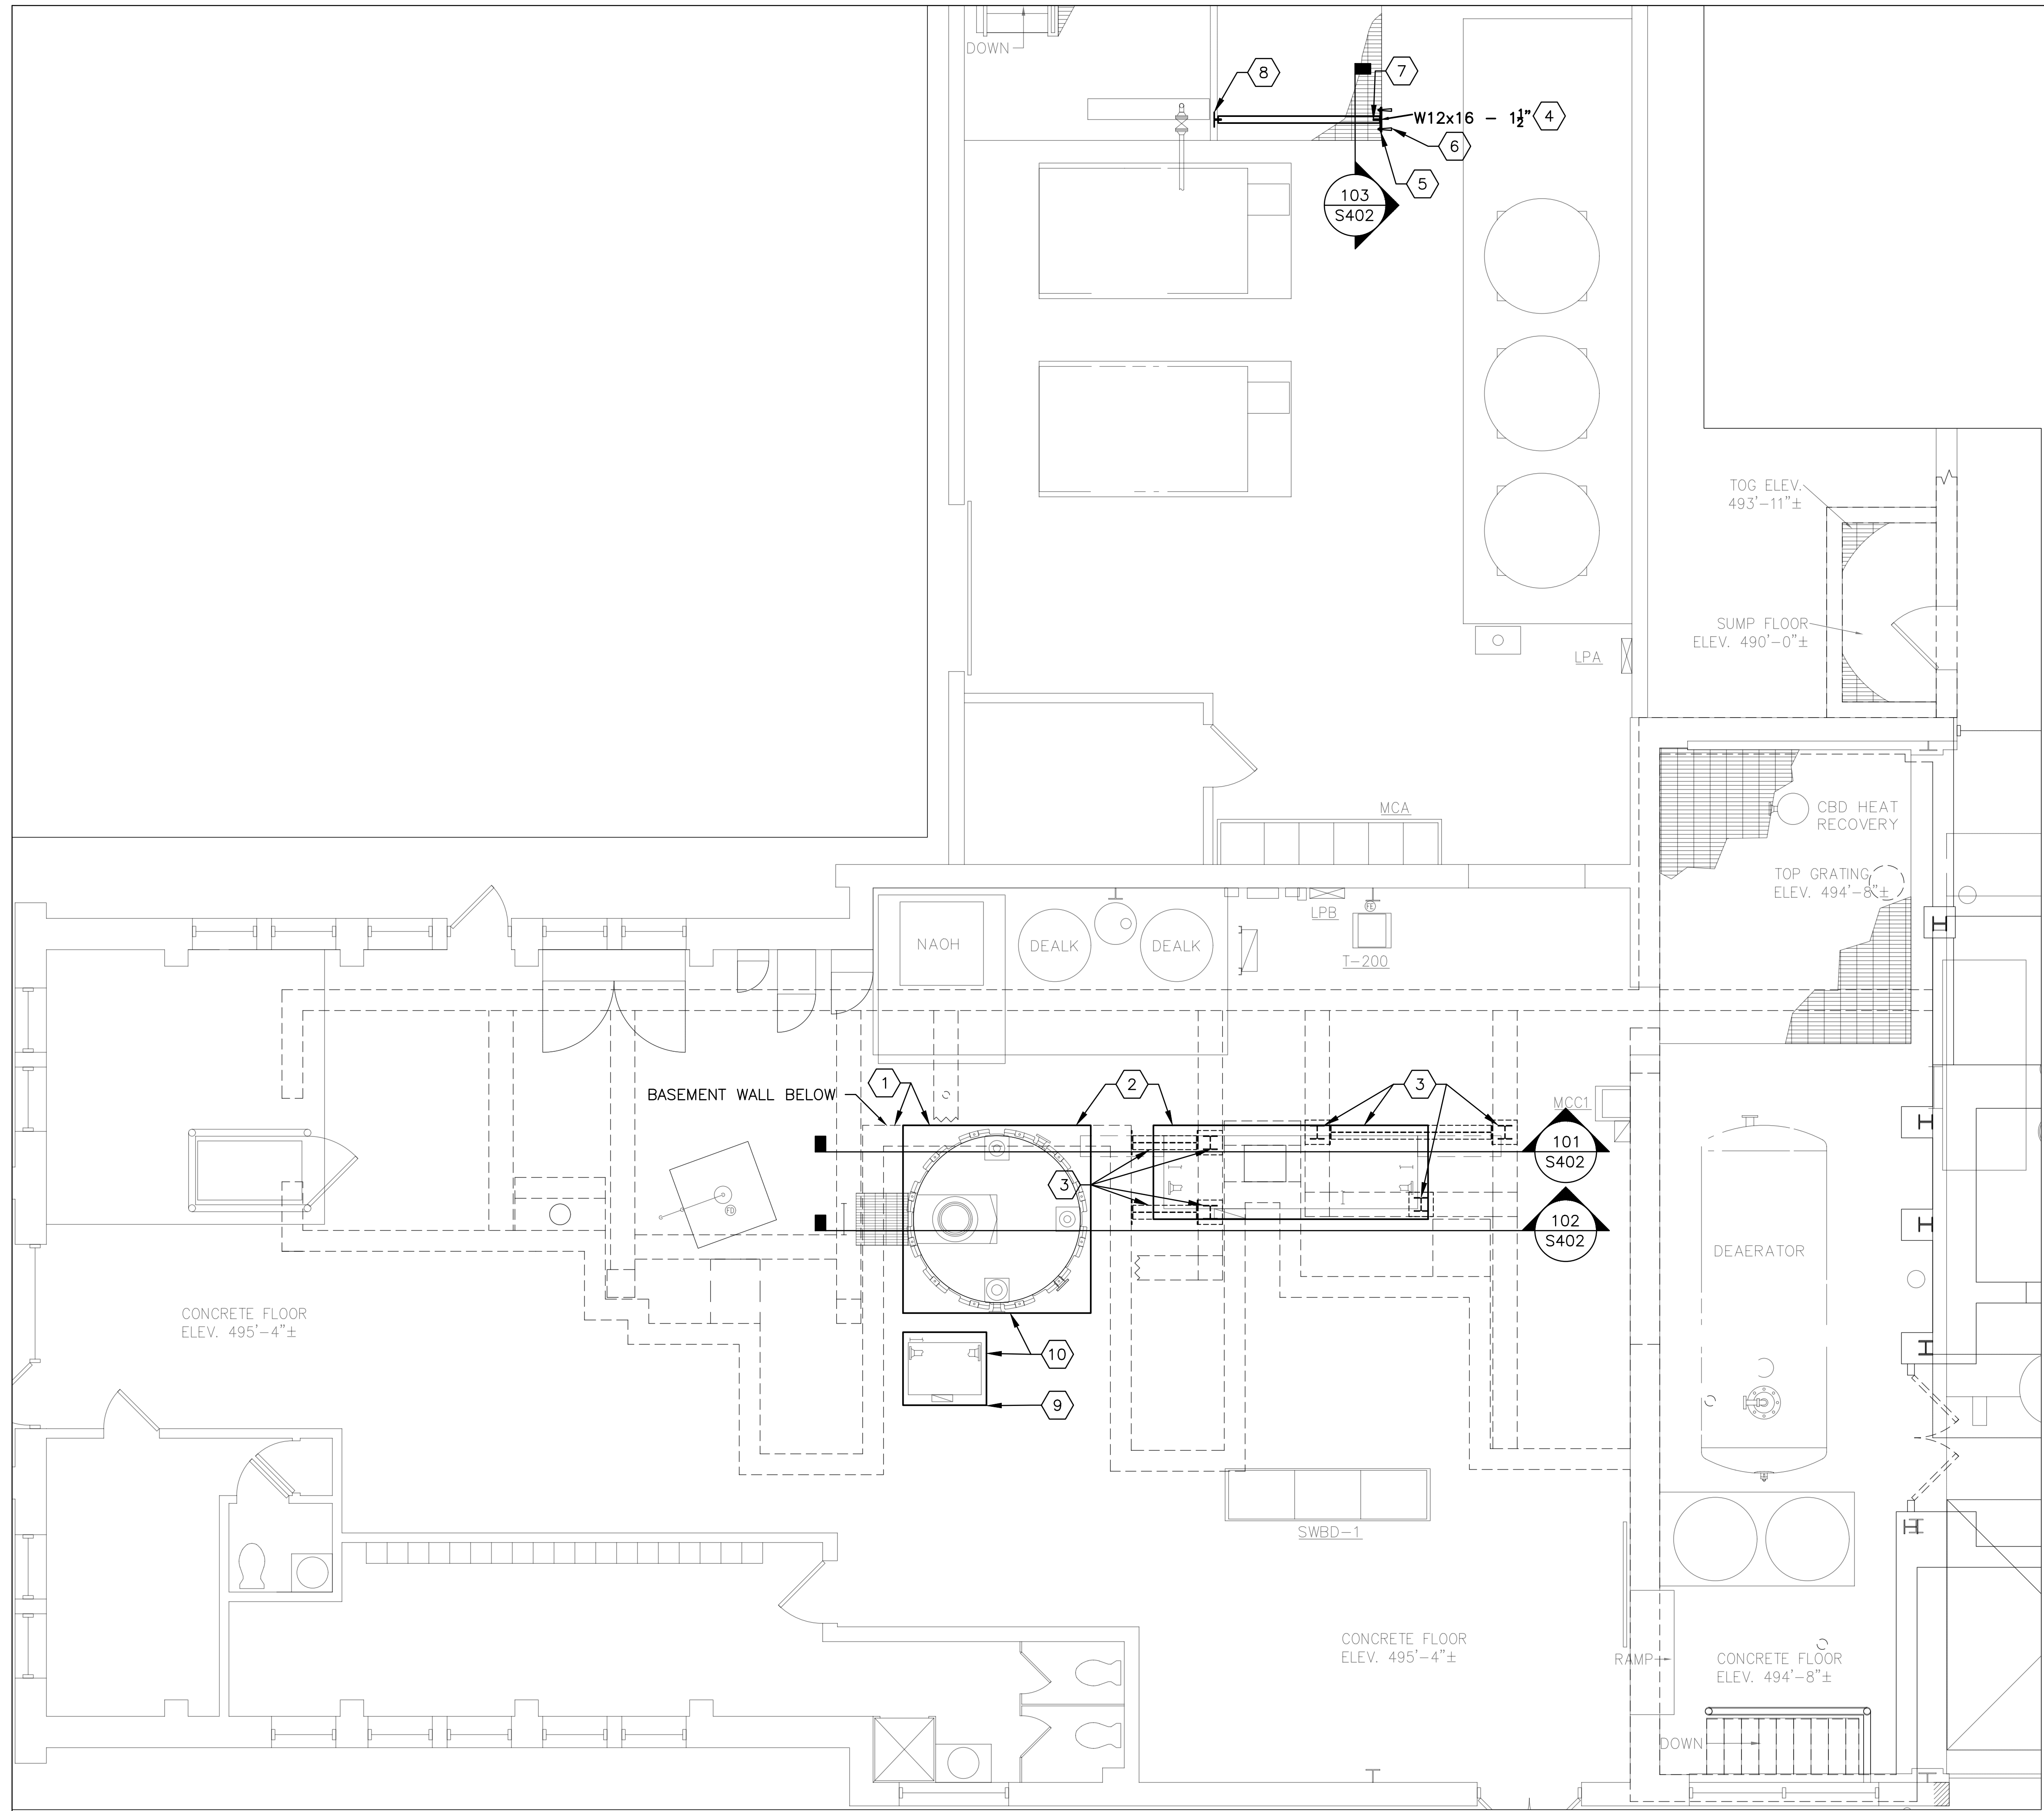 DOWN
8
7
W12x16 - 1½" 4
6
5
103
S402
TOG ELEV.
493'-11"±
SUMP FLOOR
ELEV. 490'-0"±
LPA
MCA
CBD HEAT
RECOVERY
TOP GRATING
ELEV. 494'-8"±
LPB
FE
NAOH
DEALK
DEALK
T-200
BASEMENT WALL BELOW
1
2
3
MCC1
101
S402
3
FD
102
S402
DEAERATOR
CONCRETE FLOOR
ELEV. 495'-4"±
10
9
SWBD-1
CONCRETE FLOOR
ELEV. 495'-4"±
RAMP
CONCRETE FLOOR
ELEV. 494'-8"±
DOWN